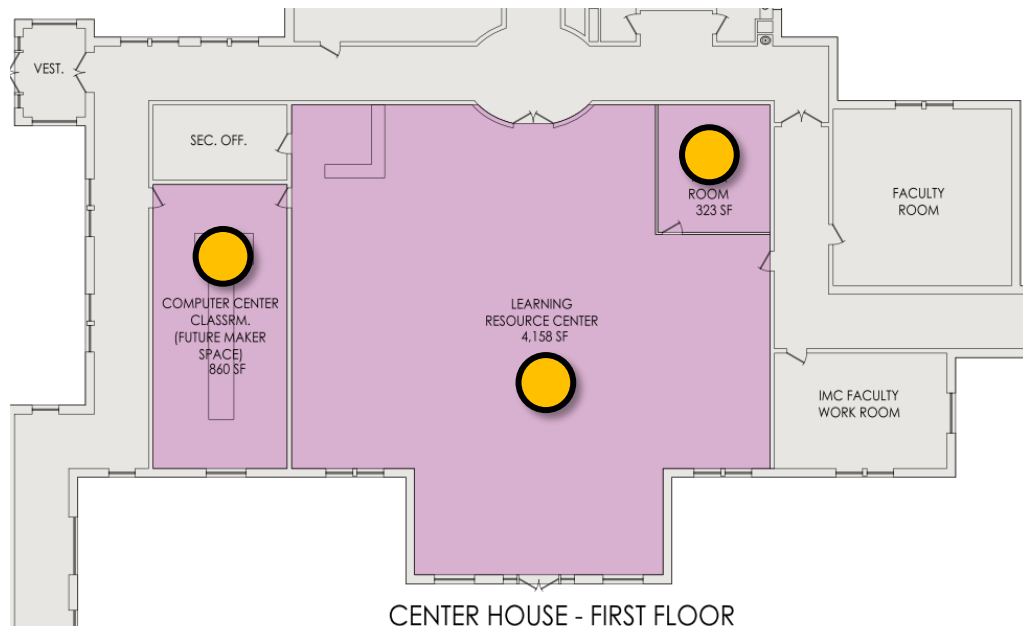 VEST.
SEC. OFF.
ROOM
323 SF
FACULTY
ROOM
COMPUTER CENTER
CLASSRM.
(FUTURE MAKER
SPACE)
860 SF
LEARNING
RESOURCE CENTER
4,158 SF
IMC FACULTY
WORK ROOM
CENTER HOUSE - FIRST FLOOR